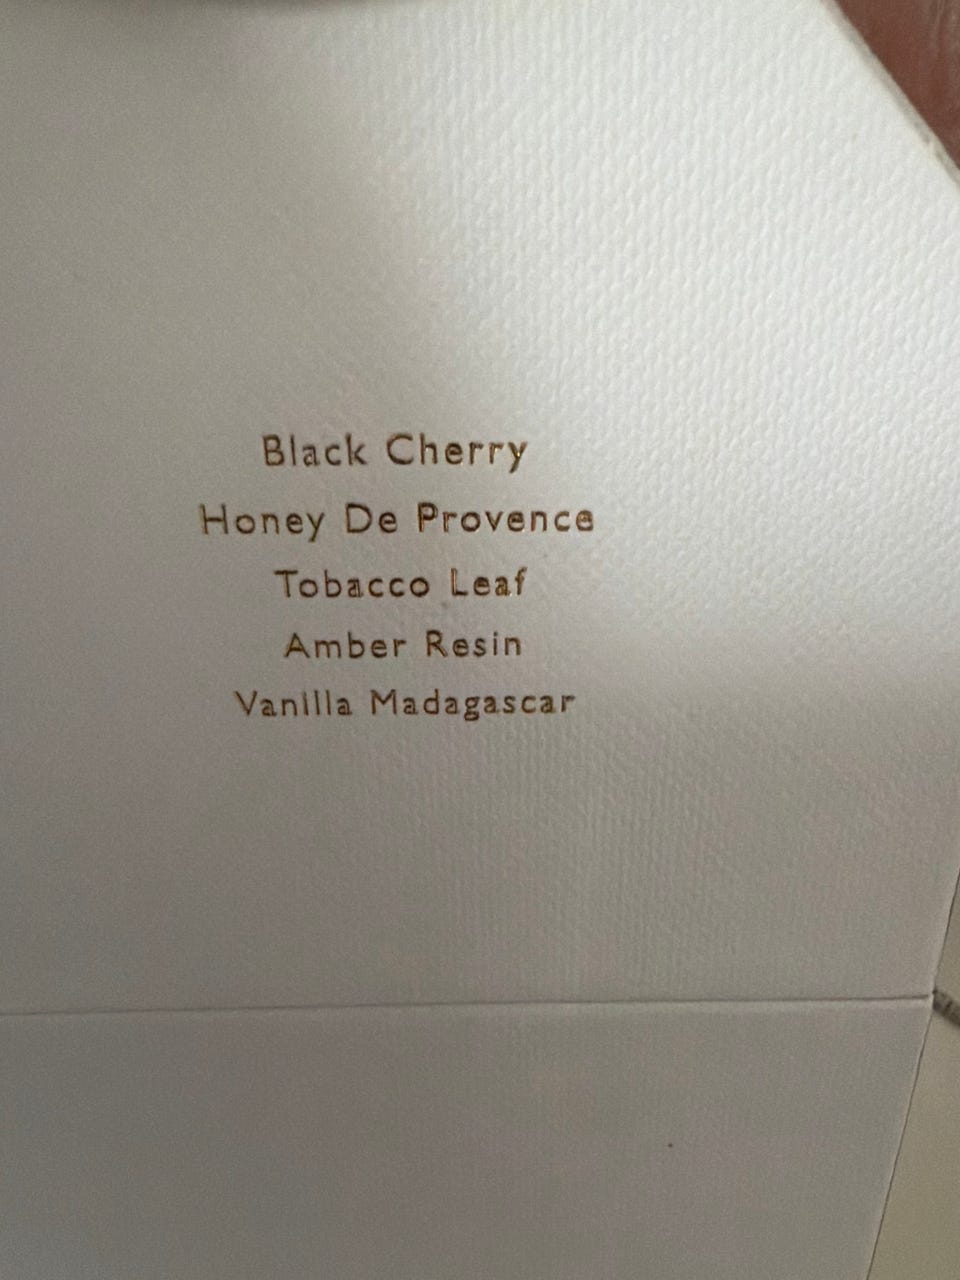 Black Cherry
Honey De Provence
Tobacco Leaf
Amber Resin
Vanilla Madagascar